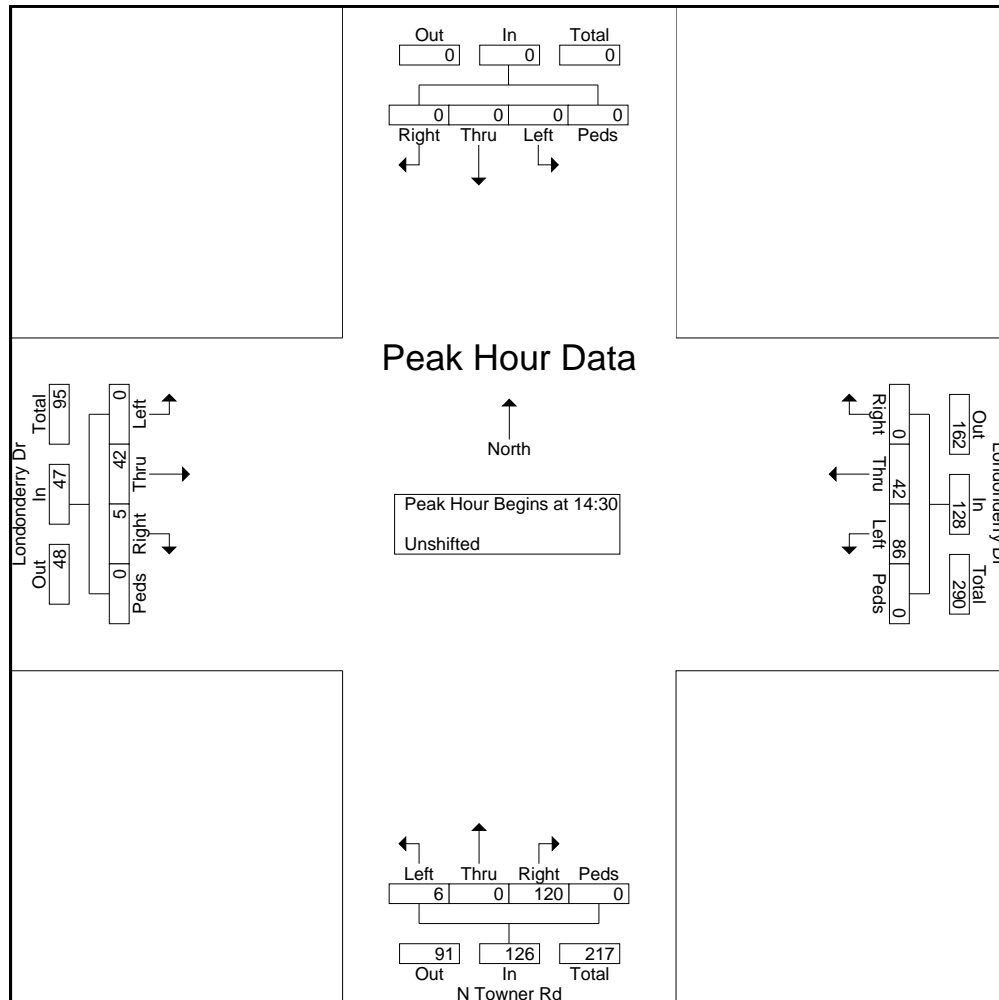 Out In Total
0 0 0
0 0 0 0
Right Thru Left Peds
Peak Hour Data
North
Peak Hour Begins at 14:30
Unshifted
Londonderry Dr
Total In Out
95 47 48
0 42 5 0
Left Thru Right Peds
Right Thru Left Peds
0 42 86 0
162 128 290
Out In Total
Londonderry Dr
Left Thru Right Peds
6 0 120 0
91 126 217
Out In Total
N Towner Rd